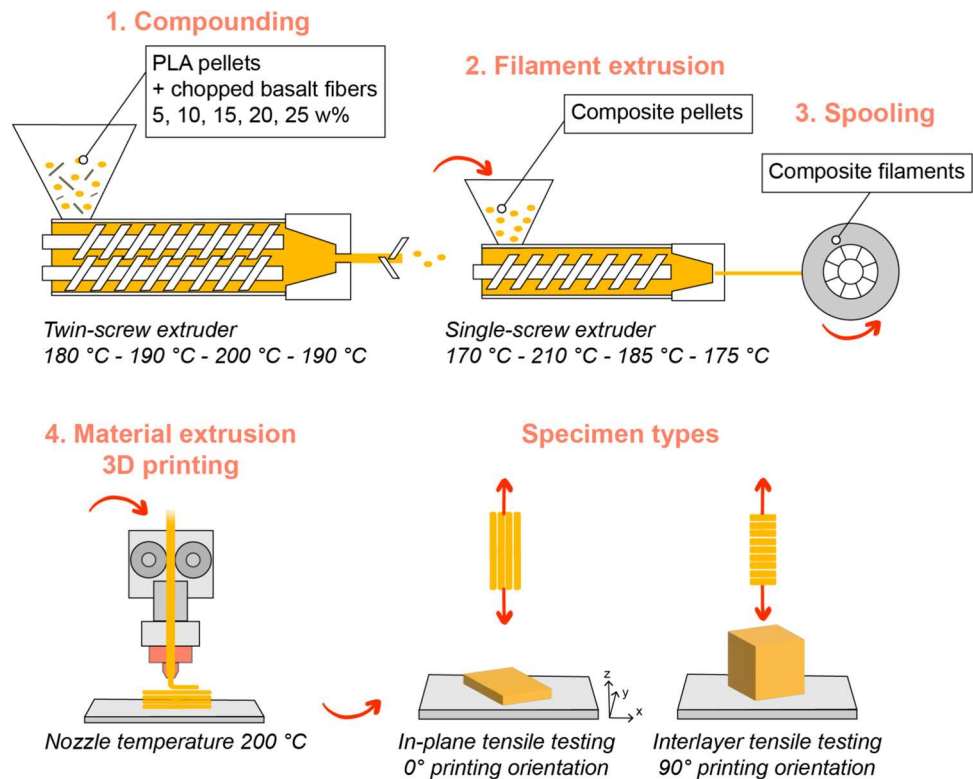 1. Compounding
PLA pellets
+ chopped basalt fibers
5, 10, 15, 20, 25 w%
Twin-screw extruder
180 °C - 190 °C - 200 °C - 190 °C
2. Filament extrusion
Composite pellets
Single-screw extruder
170 °C - 210 °C - 185 °C - 175 °C
3. Spooling
Composite filaments
4. Material extrusion
3D printing
Nozzle temperature 200 °C
Specimen types
z
y
x
In-plane tensile testing
0° printing orientation
Interlayer tensile testing
90° printing orientation